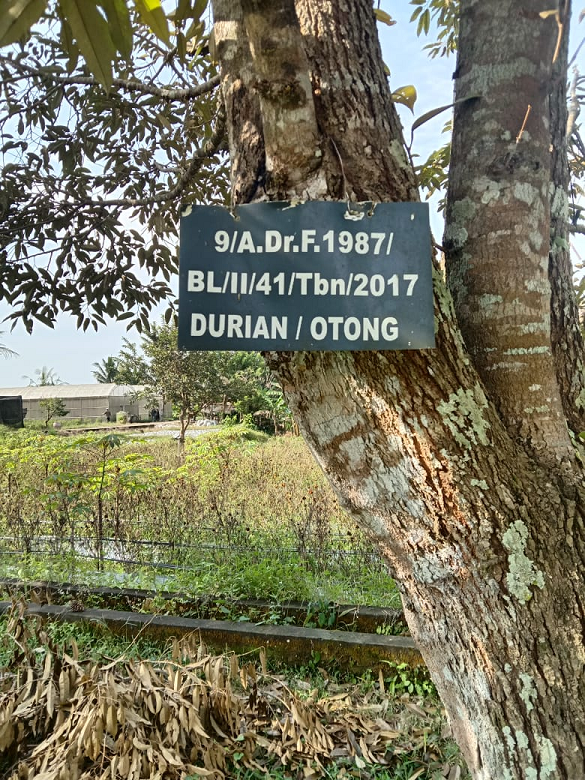 9/A.Dr.F.1987/
BL/II/41/Tbn/2017
DURIAN / OTONG